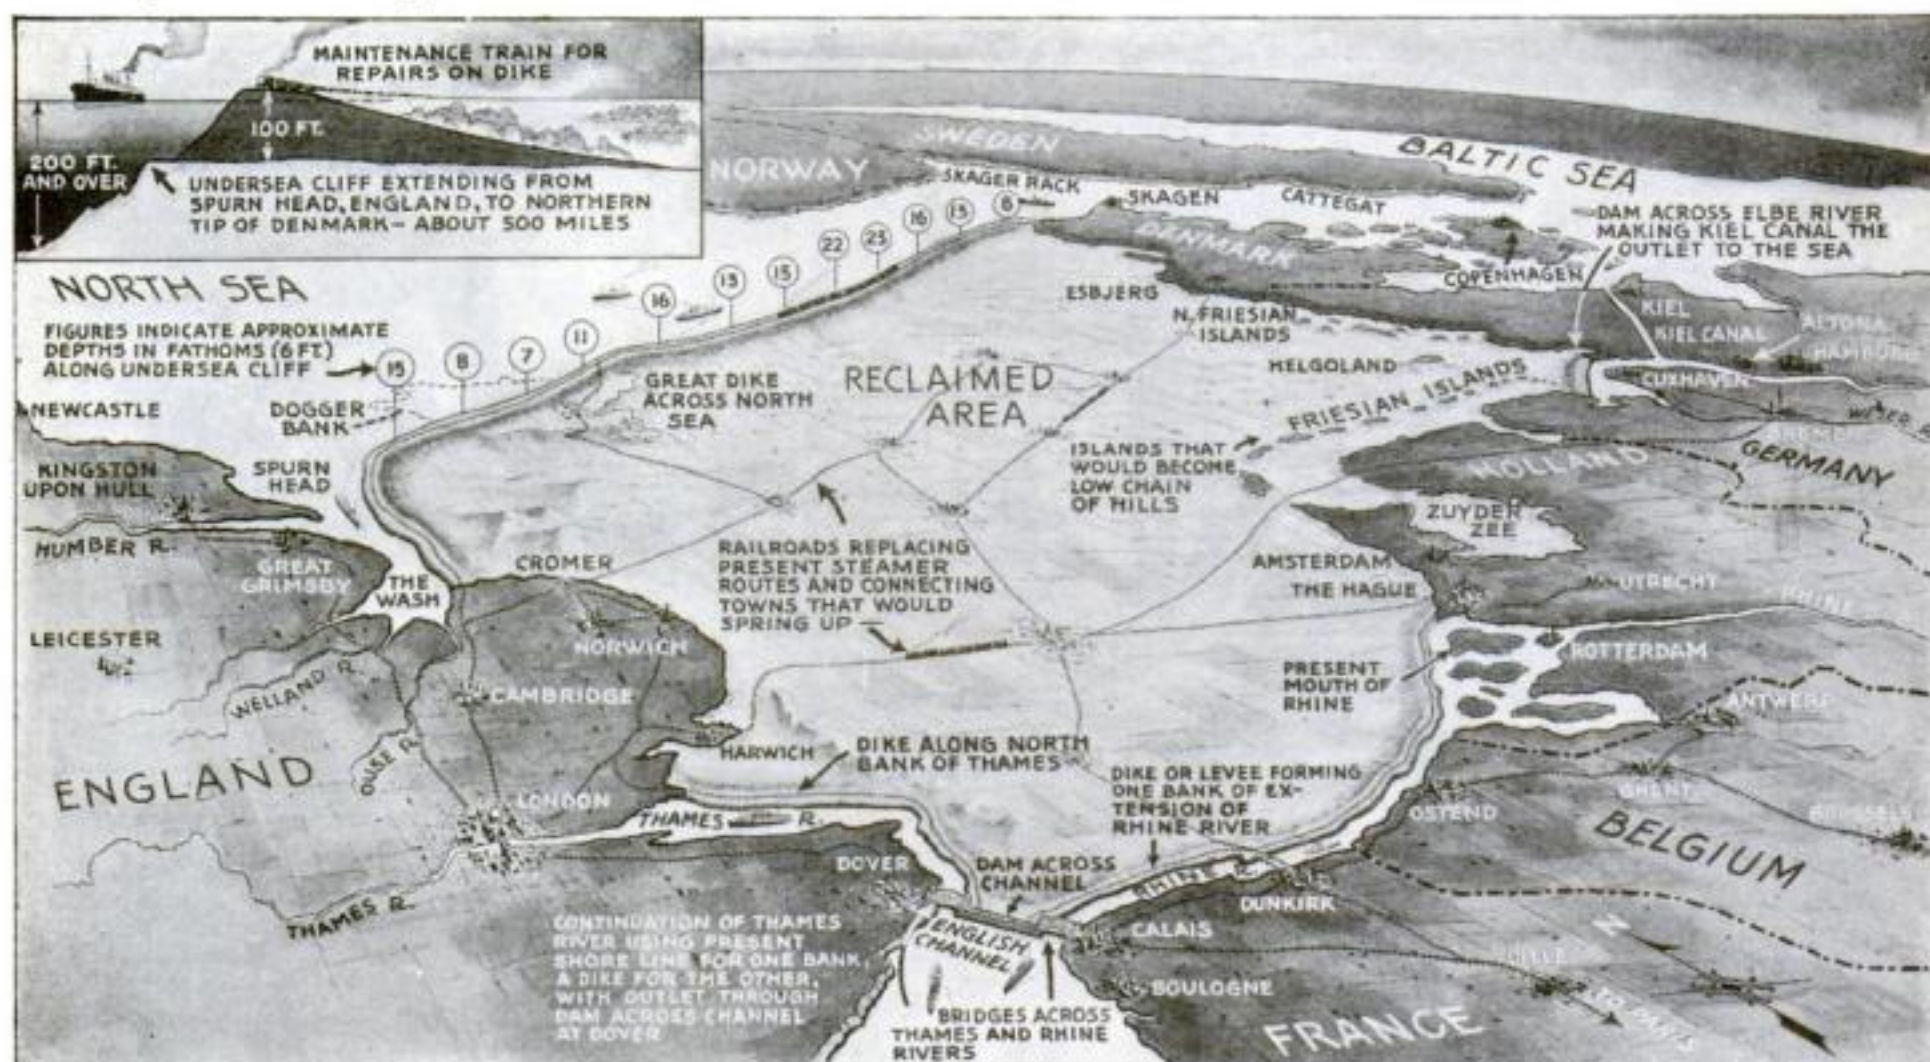 MAINTENANCE TRAIN FOR
REPAIRS ON DIKE
100 FT.
200 FT.
AND OVER
UNDERSEA CLIFF EXTENDING FROM
SPURN HEAD, ENGLAND, TO NORTHERN
TIP OF DENMARK — ABOUT 500 MILES
NORWAY
SWEDEN
BALTIC SEA
SKAGER RACK
SKAGEN
CATTEGAT
DENMARK
COPENHAGEN
DAM ACROSS ELBE RIVER
MAKING KIEL CANAL THE
OUTLET TO THE SEA
NORTH SEA
FIGURES INDICATE APPROXIMATE
DEPTHS IN FATHOMS (6 FT.)
ALONG UNDERSEA CLIFF
15
8
7
11
16
13
15
22
23
16
15
6
ESBJERG
N. FRIESIAN
ISLANDS
KIEL
KIEL CANAL
ALTONA
HAMBURG
HELGOLAND
CUXHAVEN
WESER R.
NEWCASTLE
DOGGER
BANK
GREAT DIKE
ACROSS NORTH
SEA
RECLAIMED
AREA
FRIESIAN ISLANDS
ISLANDS THAT
WOULD BECOME
LOW CHAIN
OF HILLS
HOLLAND
GERMANY
KINGSTON
UPON HULL
SPURN
HEAD
ZUYDER
ZEE
HUMBER R.
GREAT
GRIMSBY
THE
WASH
CROMER
RAILROADS REPLACING
PRESENT STEAMER
ROUTES AND CONNECTING
TOWNS THAT WOULD
SPRING UP
AMSTERDAM
THE HAGUE
UTRECHT
RHINE
LEICESTER
NORWICH
PRESENT
MOUTH OF
RHINE
ROTTERDAM
WELLAND R.
CAMBRIDGE
ANTWERP
OUSE R.
HARWICH
DIKE ALONG NORTH
BANK OF THAMES
ENGLAND
LONDON
THAMES R.
DIKE OR LEVEE FORMING
ONE BANK OF EX-
TENSION OF
RHINE RIVER
OSTEND
GHENT
BRUSSELS
BELGIUM
DOVER
DAM ACROSS
CHANNEL
RHINE R.
DUNKIRK
THAMES R.
CONTINUATION OF THAMES
RIVER USING PRESENT
SHORE LINE FOR ONE BANK,
A DIKE FOR THE OTHER,
WITH OUTLET THROUGH
DAM ACROSS CHANNEL
AT DOVER
ENGLISH
CHANNEL
CALAIS
N
LILLE
BOULOGNE
TO PARIS
BRIDGES ACROSS
THAMES AND RHINE
RIVERS
FRANCE